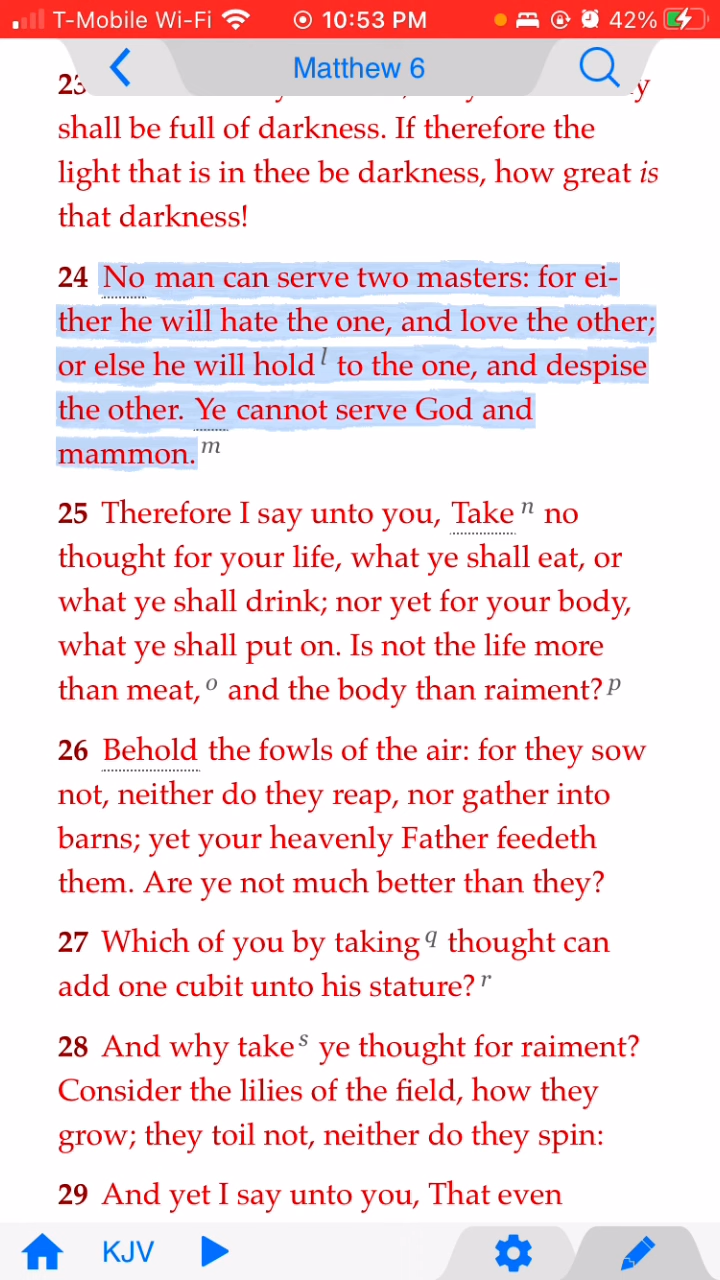 T-Mobile Wi-Fi 10:53 PM 42%
Matthew 6
23
shall be full of darkness. If therefore the
light that is in thee be darkness, how great is
that darkness!
24 No man can serve two masters: for ei-
ther he will hate the one, and love the other;
or else he will hold l to the one, and despise
the other. Ye cannot serve God and
mammon. m
25 Therefore I say unto you, Take n no
thought for your life, what ye shall eat, or
what ye shall drink; nor yet for your body,
what ye shall put on. Is not the life more
than meat, o and the body than raiment? p
26 Behold the fowls of the air: for they sow
not, neither do they reap, nor gather into
barns; yet your heavenly Father feedeth
them. Are ye not much better than they?
27 Which of you by taking q thought can
add one cubit unto his stature? r
28 And why take s ye thought for raiment?
Consider the lilies of the field, how they
grow; they toil not, neither do they spin:
29 And yet I say unto you, That even
KJV